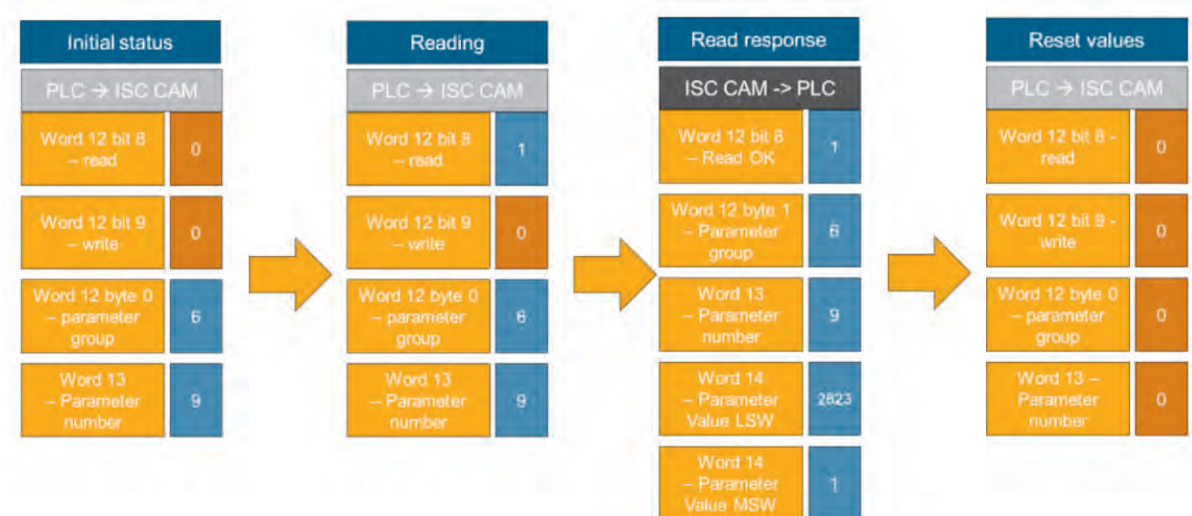 Initial status
PLC → ISC CAM
Word 12 bit 8
– read
0
Word 12 bit 9
– write
0
Word 12 byte 0
– parameter
group
6
Word 13
– Parameter
number
9
Reading
PLC → ISC CAM
Word 12 bit 8
– read
1
Word 12 bit 9
– write
0
Word 12 byte 0
– parameter
group
6
Word 13
– Parameter
number
9
Read response
ISC CAM -> PLC
Word 12 bit 8
– Read OK
1
Word 12 byte 1
– Parameter
group
6
Word 13
– Parameter
number
9
Word 14
– Parameter
Value LSW
2823
Word 14
– Parameter
Value MSW
1
Reset values
PLC → ISC CAM
Word 12 bit 8 -
read
0
Word 12 bit 9 -
write
0
Word 12 byte 0
– parameter
group
0
Word 13 –
Parameter
number
0